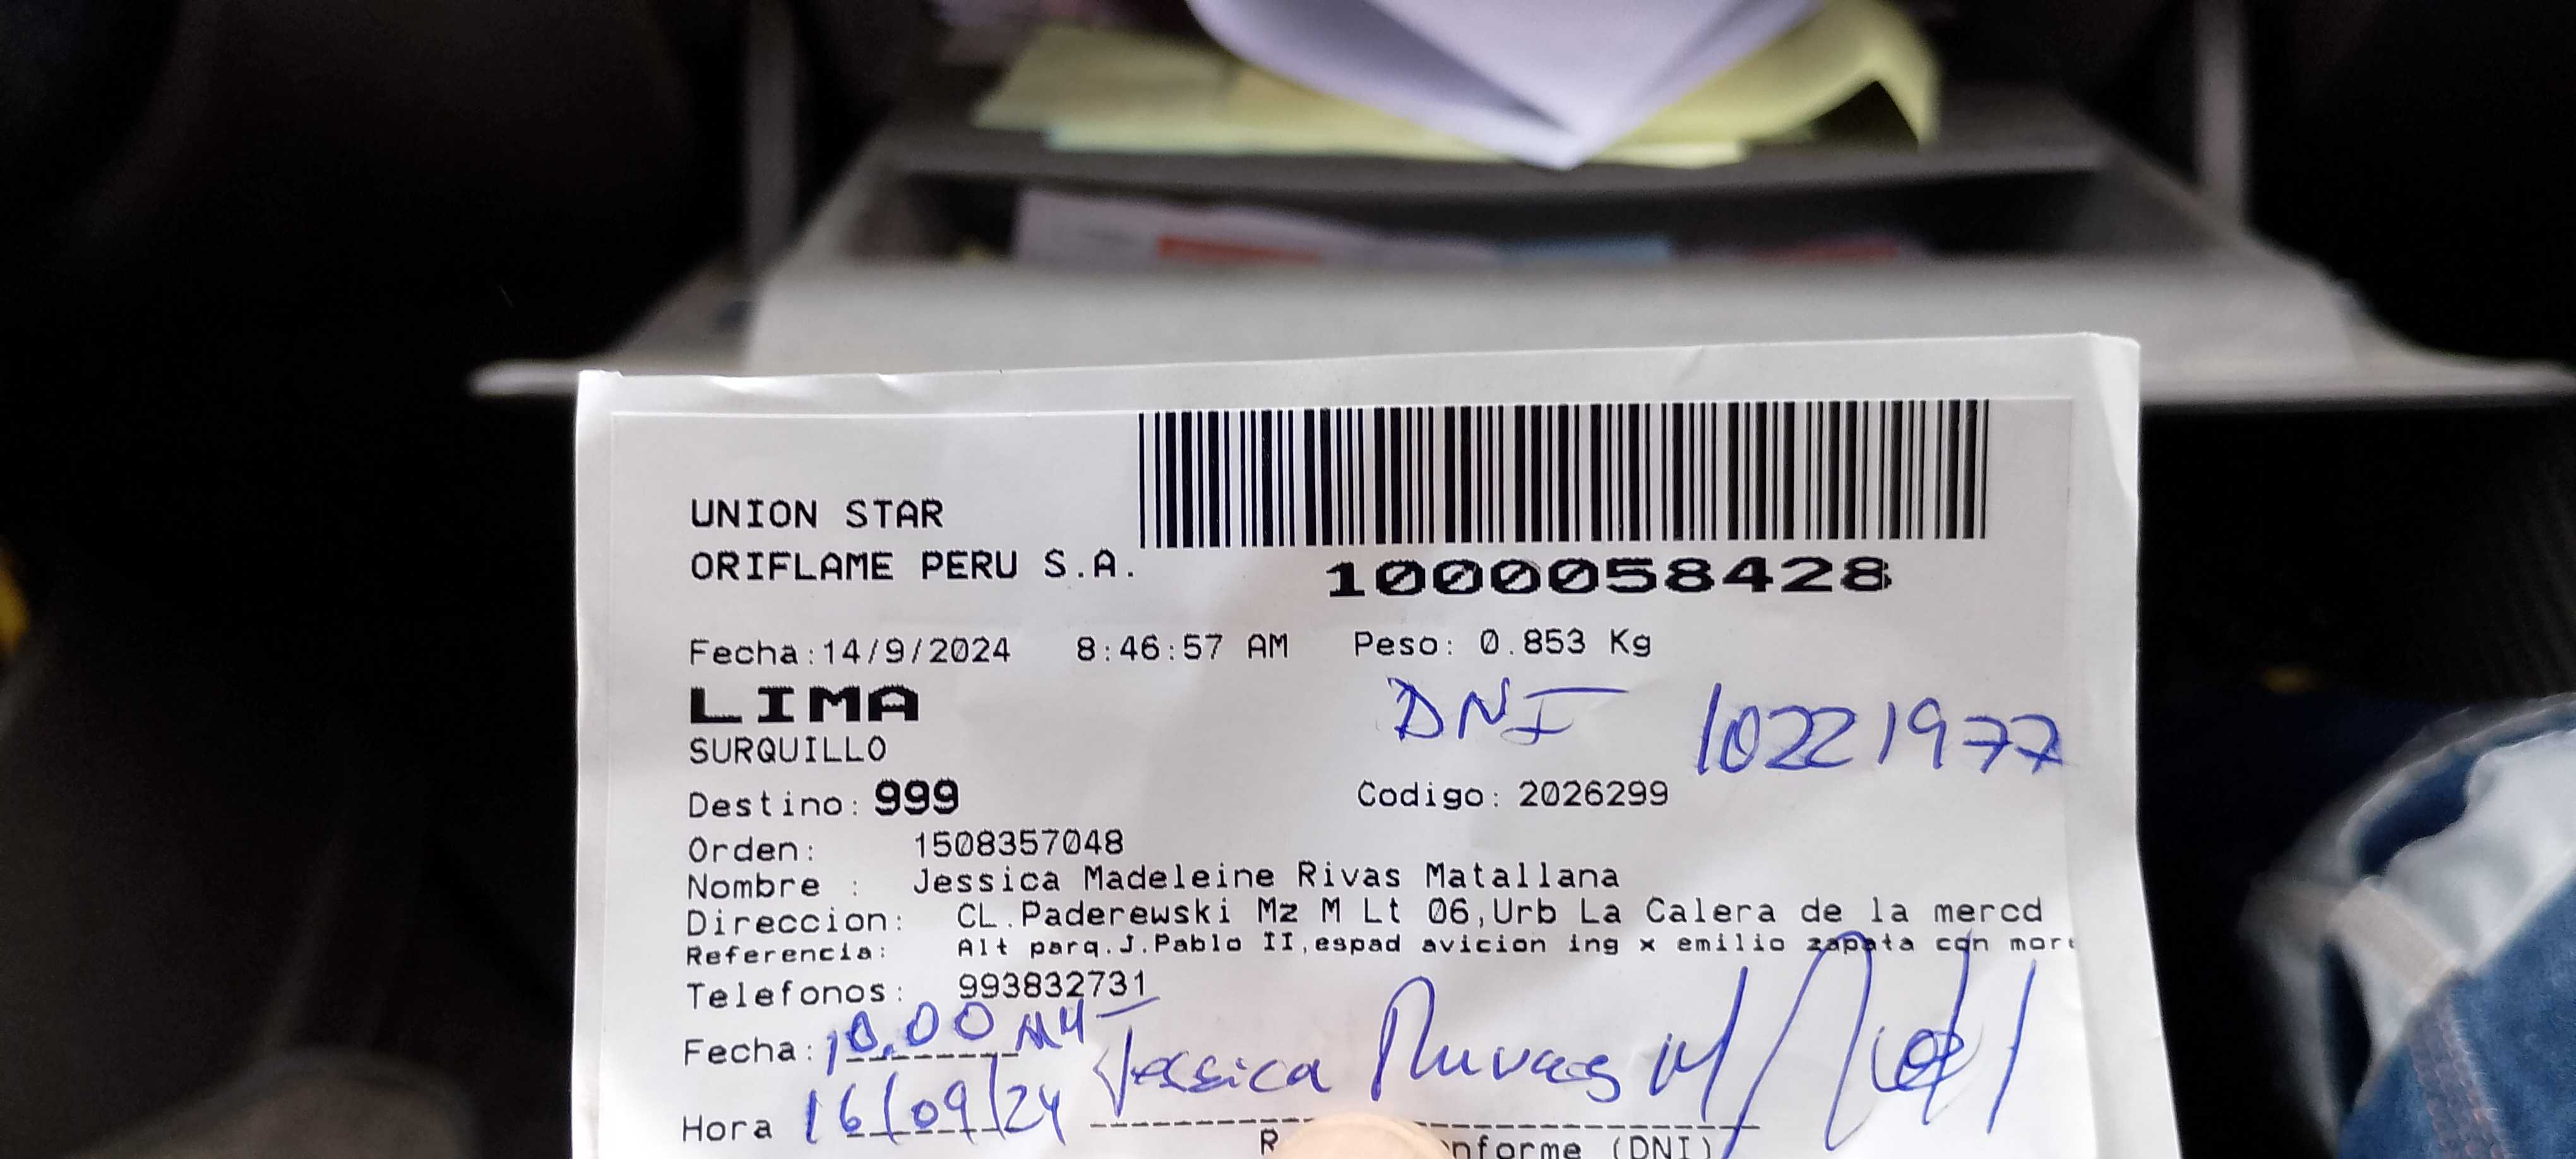 UNION STAR
ORIFLAME PERU S.A.
1000058428
Fecha:14/9/2024 8:46:57 AM Peso: 0.853 Kg
LIMA
DNI 10221977
SURQUILLO
Destino: 999 Codigo: 2026299
Orden: 1508357048
Nombre : Jessica Madeleine Rivas Matallana
Direccion: CL.Paderewski Mz M Lt 06,Urb La Calera de la mercd
Referencia: Alt parq.J.Pablo II,espad avicion ing x emilio zapata con more
Telefonos: 993832731
Fecha: 10.00 AM
Jessica Rivas M
Hora 16/09/24
(DNI)